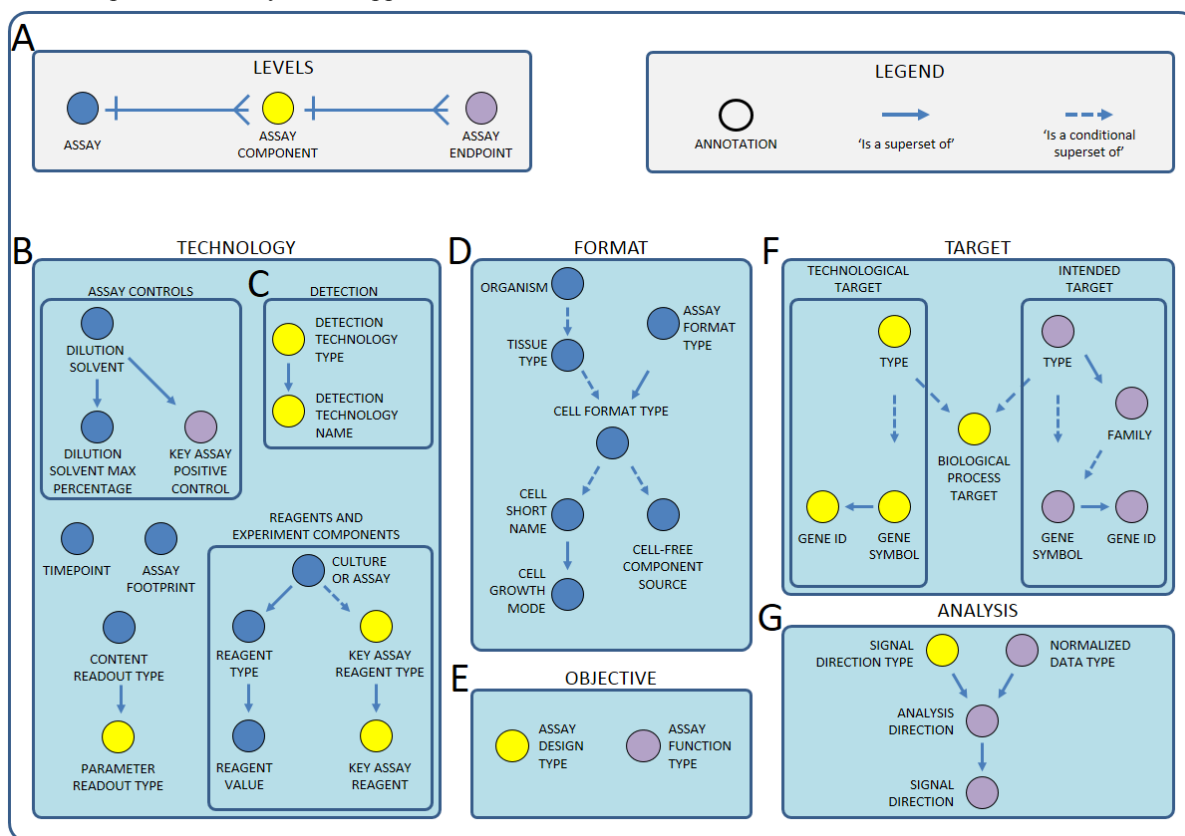 A
LEVELS
ASSAY
ASSAY
COMPONENT
ASSAY
ENDPOINT
LEGEND
ANNOTATION
‘Is a superset of’
‘Is a conditional
superset of’
B
TECHNOLOGY
ASSAY CONTROLS
DILUTION
SOLVENT
DILUTION
SOLVENT MAX
PERCENTAGE
KEY ASSAY
POSITIVE
CONTROL
C
DETECTION
DETECTION
TECHNOLOGY
TYPE
DETECTION
TECHNOLOGY
NAME
TIMEPOINT
ASSAY
FOOTPRINT
CONTENT
READOUT TYPE
PARAMETER
READOUT TYPE
REAGENTS AND
EXPERIMENT COMPONENTS
CULTURE
OR ASSAY
REAGENT
TYPE
KEY ASSAY
REAGENT TYPE
REAGENT
VALUE
KEY ASSAY
REAGENT
D
FORMAT
ORGANISM
TISSUE
TYPE
ASSAY
FORMAT
TYPE
CELL FORMAT TYPE
CELL
SHORT
NAME
CELL
GROWTH
MODE
CELL-FREE
COMPONENT
SOURCE
E
OBJECTIVE
ASSAY
DESIGN
TYPE
ASSAY
FUNCTION
TYPE
F
TARGET
TECHNOLOGICAL
TARGET
TYPE
GENE ID
GENE
SYMBOL
BIOLOGICAL
PROCESS
TARGET
INTENDED
TARGET
TYPE
FAMILY
GENE
SYMBOL
GENE ID
G
ANALYSIS
SIGNAL
DIRECTION TYPE
NORMALIZED
DATA TYPE
ANALYSIS
DIRECTION
SIGNAL
DIRECTION